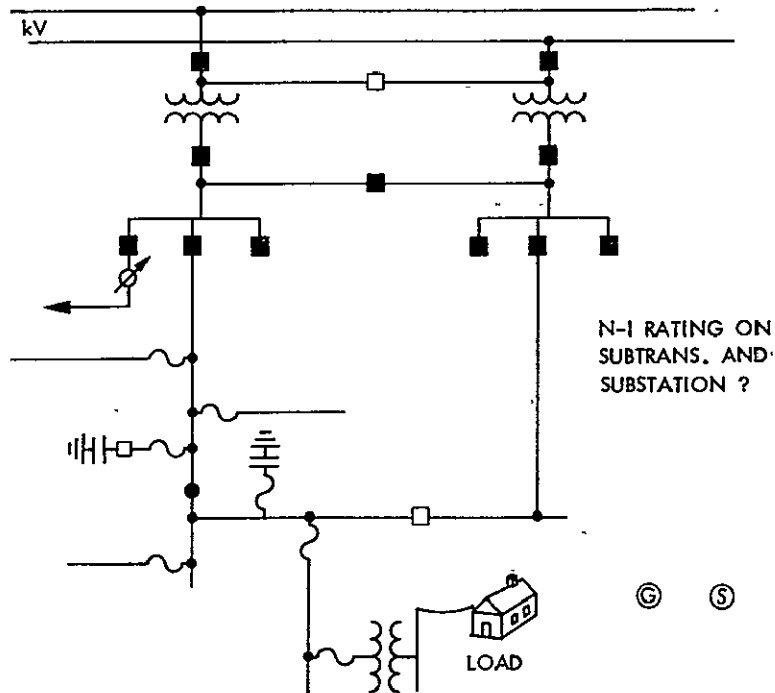 kV
N-1 RATING ON
SUBTRANS. AND
SUBSTATION ?
G
S
LOAD